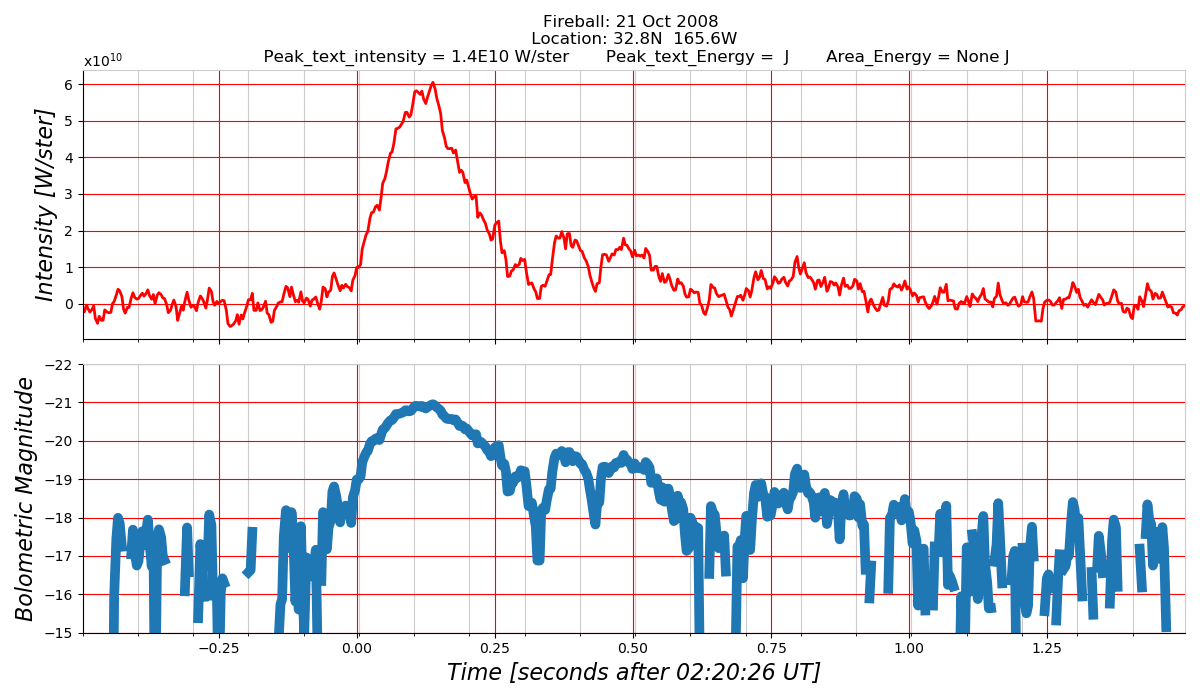 Fireball: 21 Oct 2008
Location: 32.8N  165.6W
Peak_text_intensity = 1.4E10 W/ster       Peak_text_Energy =  J       Area_Energy = None J
x10¹⁰
6
5
4
3
2
1
0
Intensity [W/ster]
−22
−21
−20
−19
−18
−17
−16
−15
Bolometric Magnitude
−0.25 0.00 0.25 0.50 0.75 1.00 1.25
Time [seconds after 02:20:26 UT]